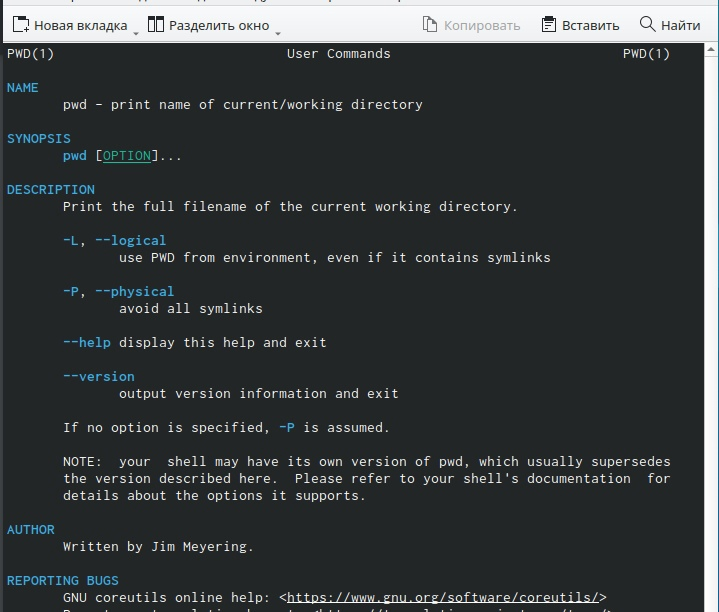 Новая вкладка Разделить окно Копировать Вставить Найти
PWD(1) User Commands PWD(1)
NAME
pwd - print name of current/working directory
SYNOPSIS
pwd [OPTION]...
DESCRIPTION
Print the full filename of the current working directory.
-L, --logical
use PWD from environment, even if it contains symlinks
-P, --physical
avoid all symlinks
--help display this help and exit
--version
output version information and exit
If no option is specified, -P is assumed.
NOTE: your shell may have its own version of pwd, which usually supersedes
the version described here. Please refer to your shell's documentation for
details about the options it supports.
AUTHOR
Written by Jim Meyering.
REPORTING BUGS
GNU coreutils online help: <https://www.gnu.org/software/coreutils/>